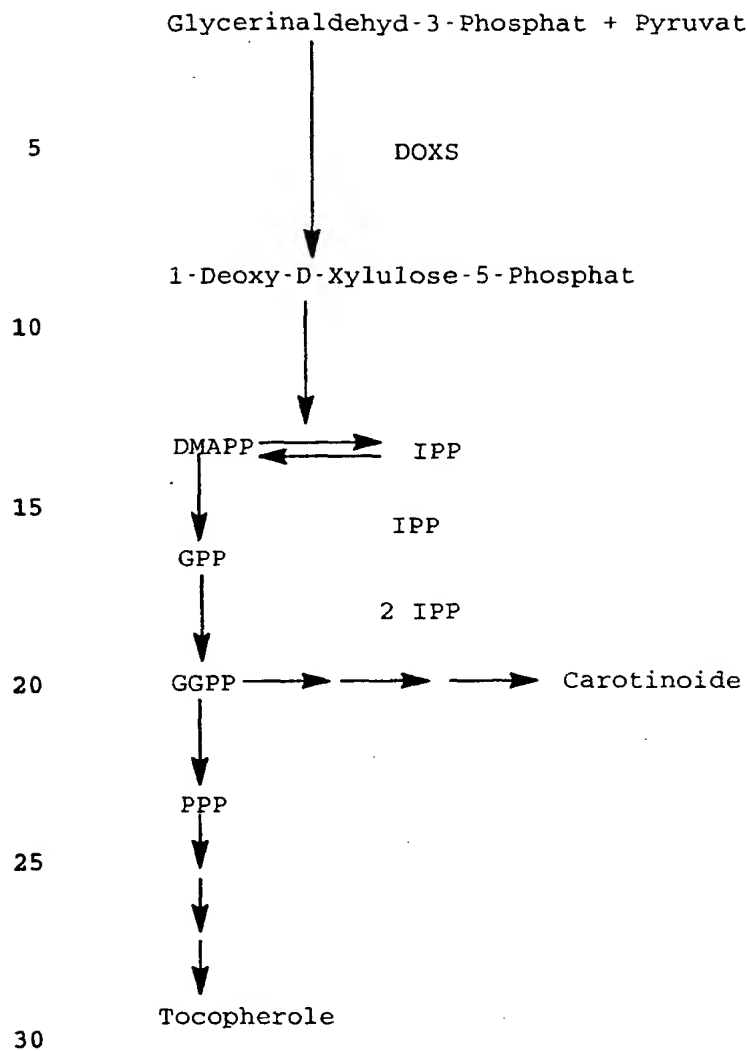 Glycerinaldehyd-3-Phosphat + Pyruvat
5 DOXS
1-Deoxy-D-Xylulose-5-Phosphat
10
DMAPP IPP
15 IPP
GPP
2 IPP
20 GGPP Carotinoide
PPP
25
Tocopherole
30